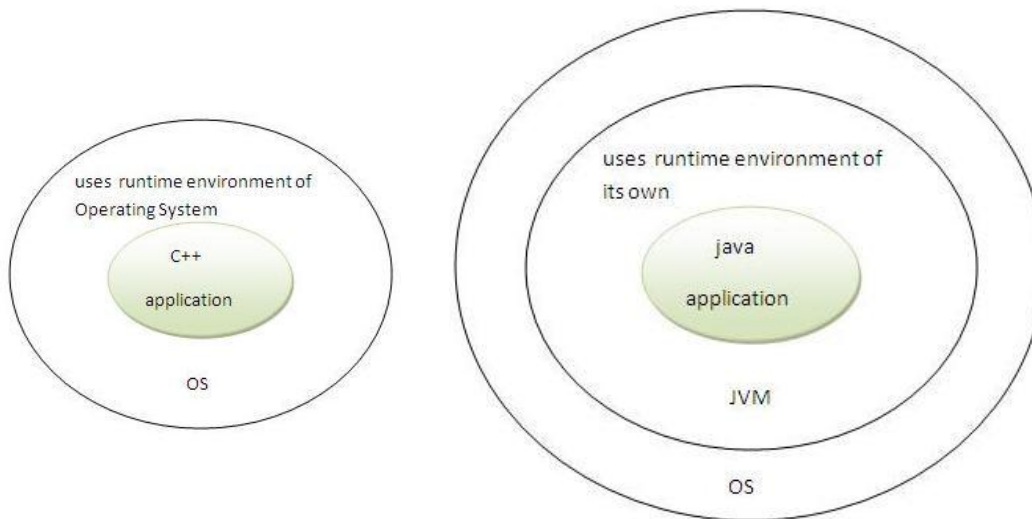 uses runtime environment of
Operating System
C++
application
OS
uses runtime environment of
its own
java
application
JVM
OS